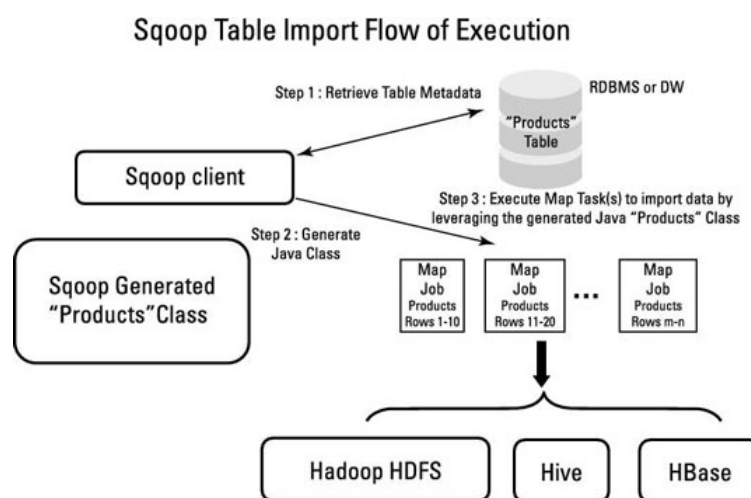 Sqoop Table Import Flow of Execution
Step 1 : Retrieve Table Metadata
RDBMS or DW
“Products”
Table
Sqoop client
Step 3 : Execute Map Task(s) to import data by
leveraging the generated Java “Products” Class
Step 2 : Generate
Java Class
Sqoop Generated
“Products”Class
Map
Job
Products
Rows 1-10
Map
Job
Products
Rows 11-20
...
Map
Job
Products
Rows m-n
Hadoop HDFS
Hive
HBase